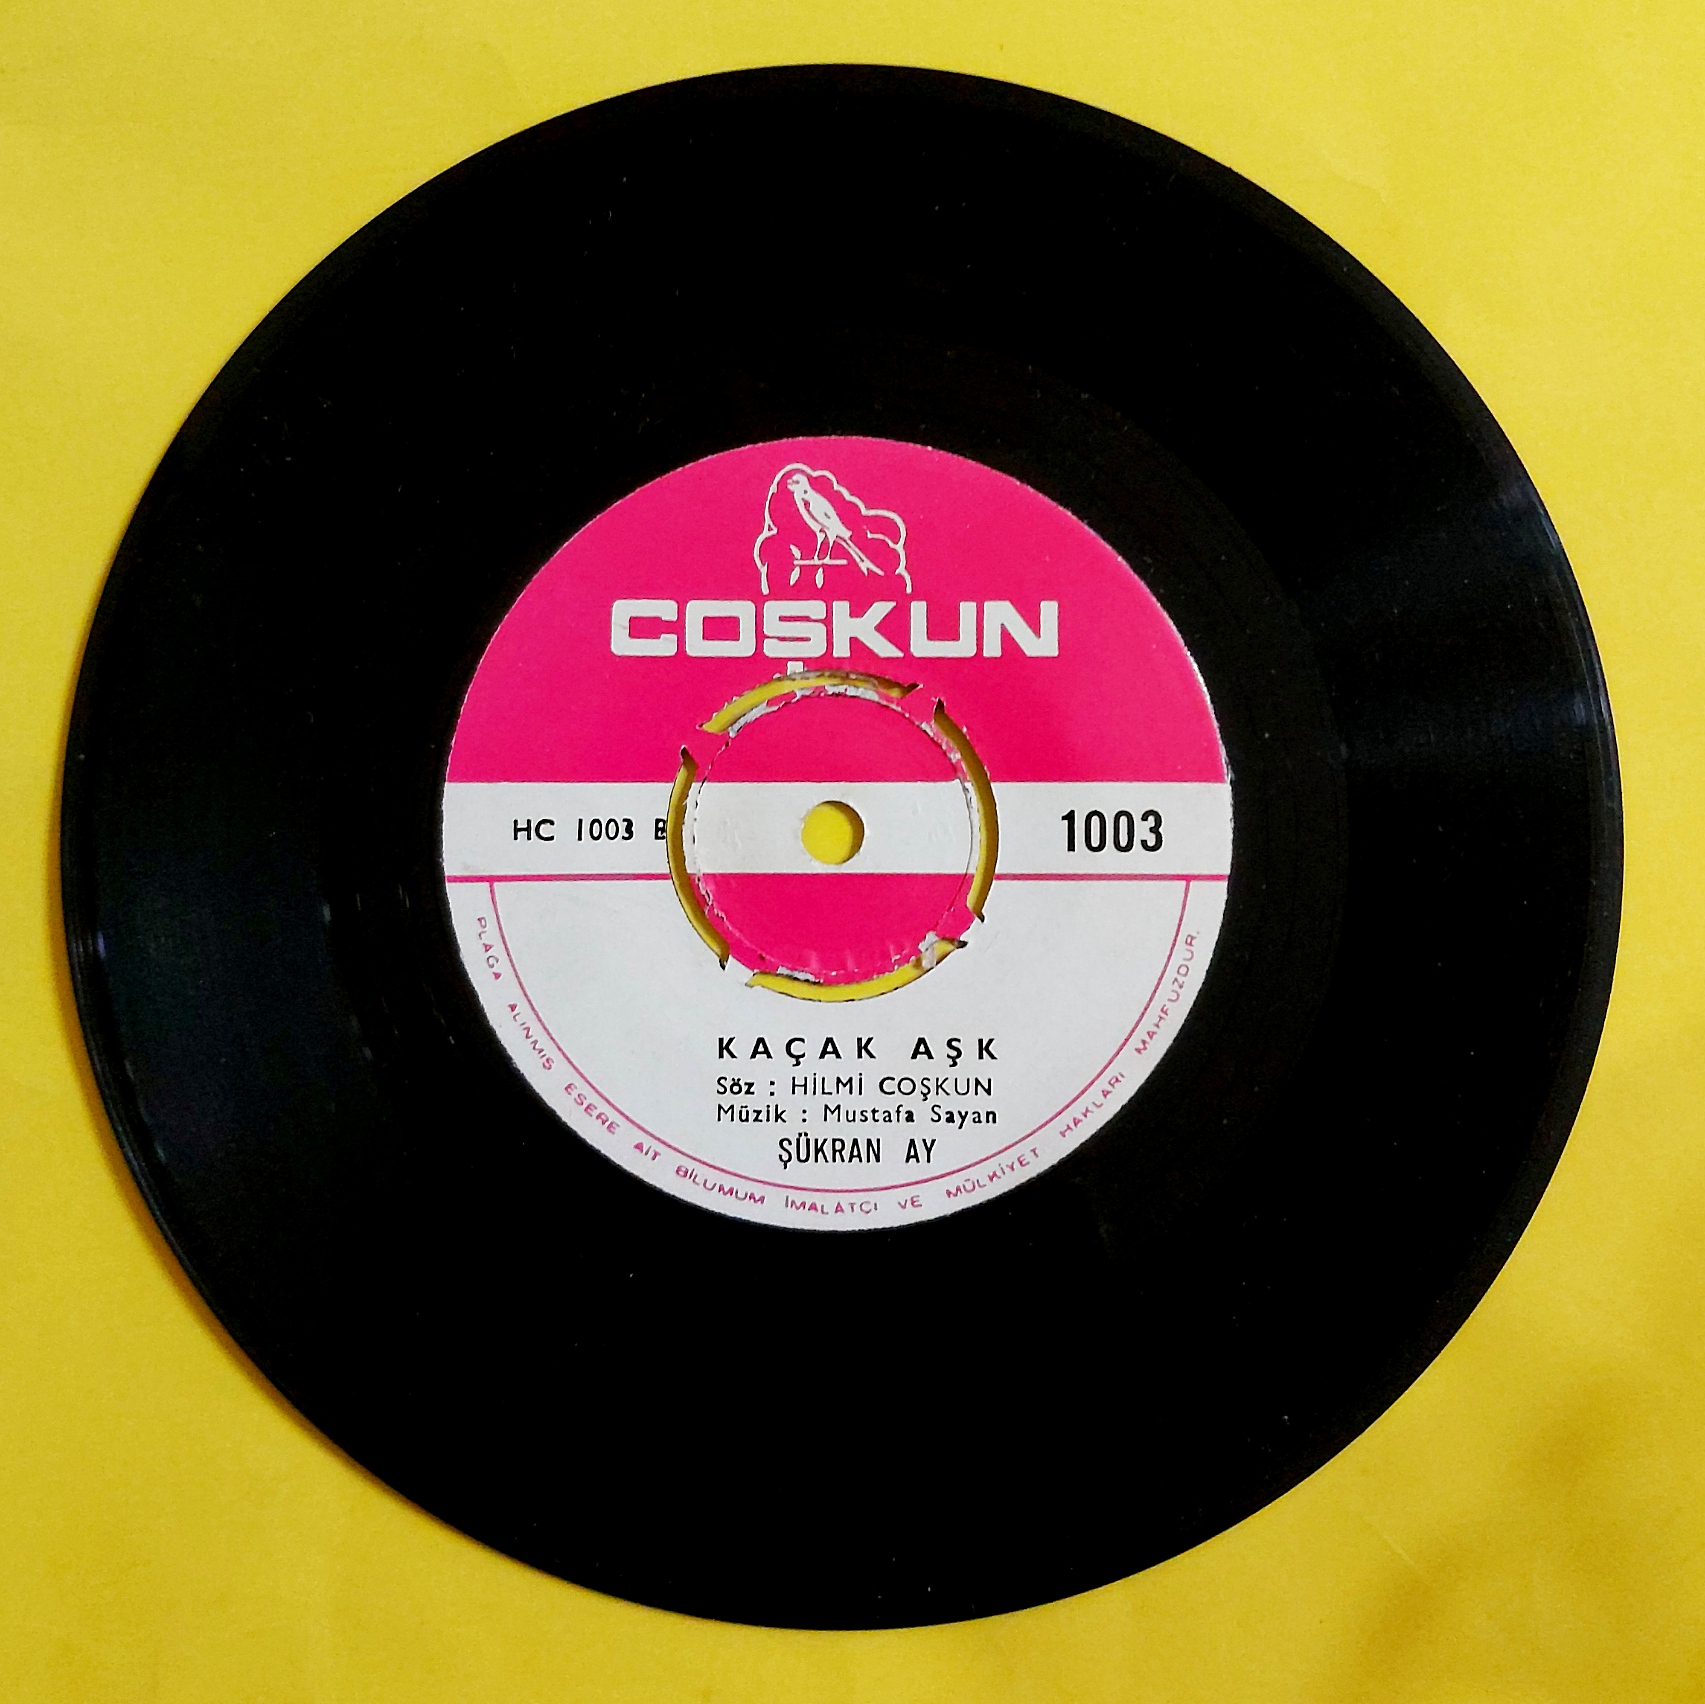 COŞKUN
HC 1003 B
1003
KAÇAK AŞK
Söz : HİLMİ COŞKUN
Müzik : Mustafa Sayan
ŞÜKRAN AY
PLAĞA ALINMIŞ ESERE AİT BİLUMUM İMALÂTÇI VE MÜLKİYET HAKLARI MAHFUZDUR.